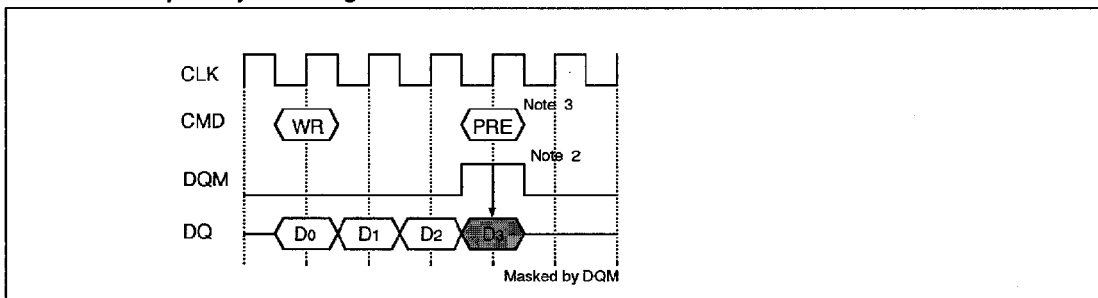 CLK
CMD WR PRE Note 3
DQM Note 2
DQ D0 D1 D2 D3
Masked by DQM